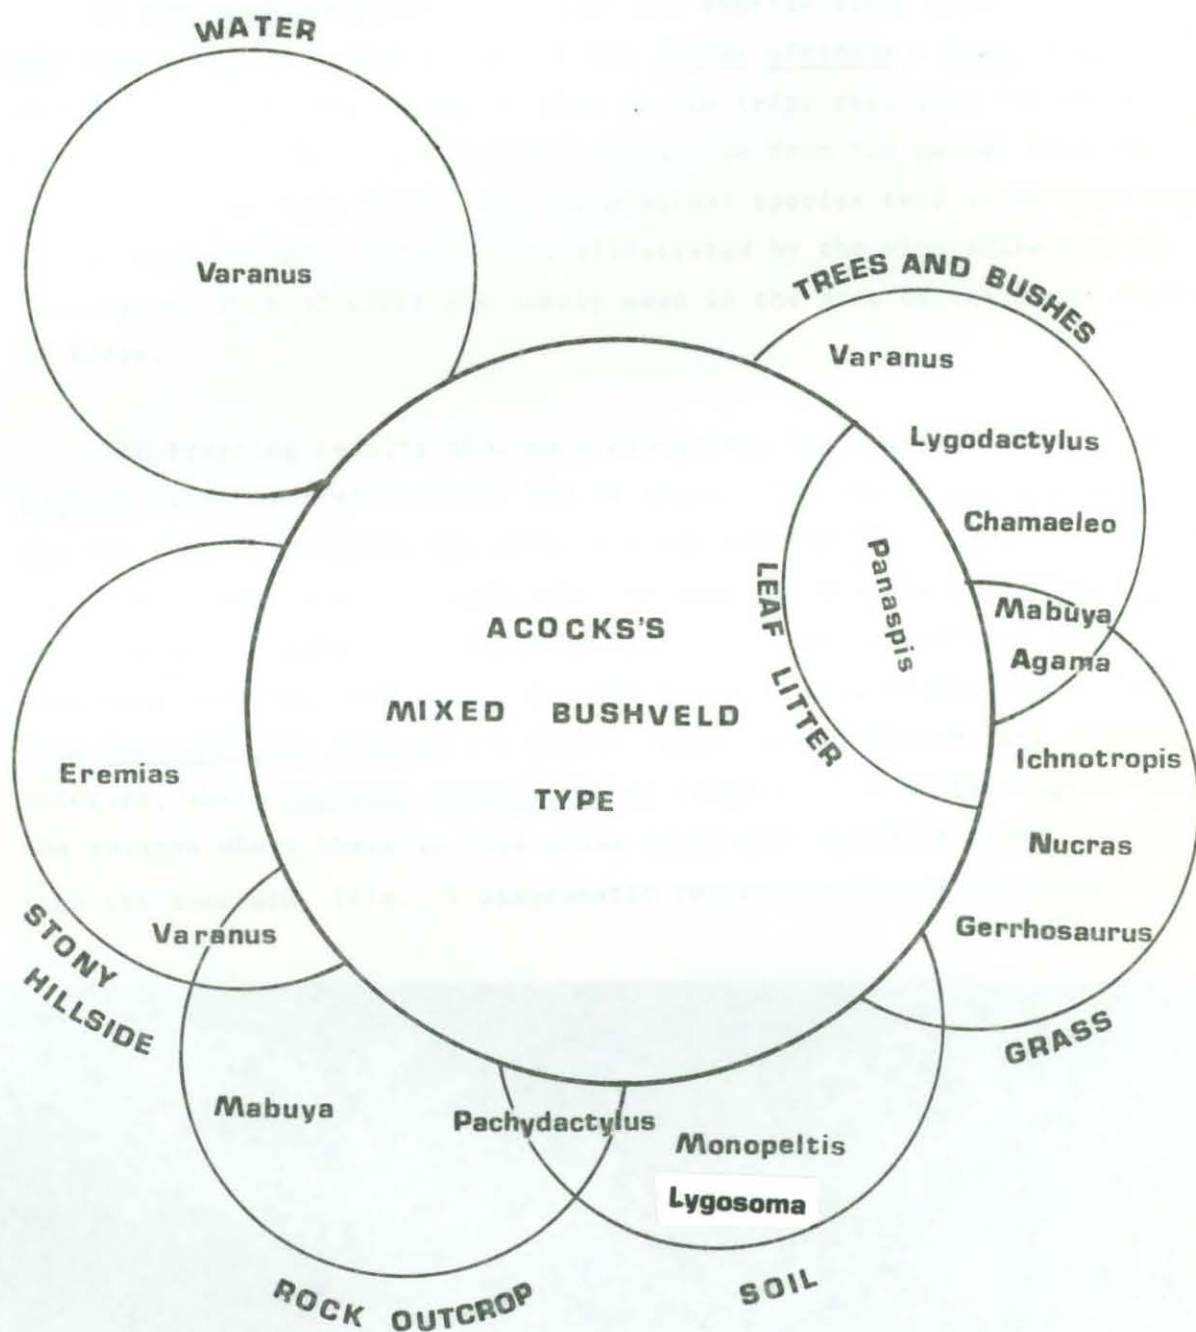 WATER
Varanus
TREES AND BUSHES
Varanus
Lygodactylus
Chamaeleo
Mabuya
Agama
LEAF LITTER
Panaspis
ACOCKS'S
MIXED BUSHVELD
TYPE
Ichnotropis
Nucras
Gerrhosaurus
GRASS
Eremias
Varanus
STONY
HILLSIDE
Mabuya
Pachydactylus
Monopeltis
Lygosoma
ROCK OUTCROP
SOIL